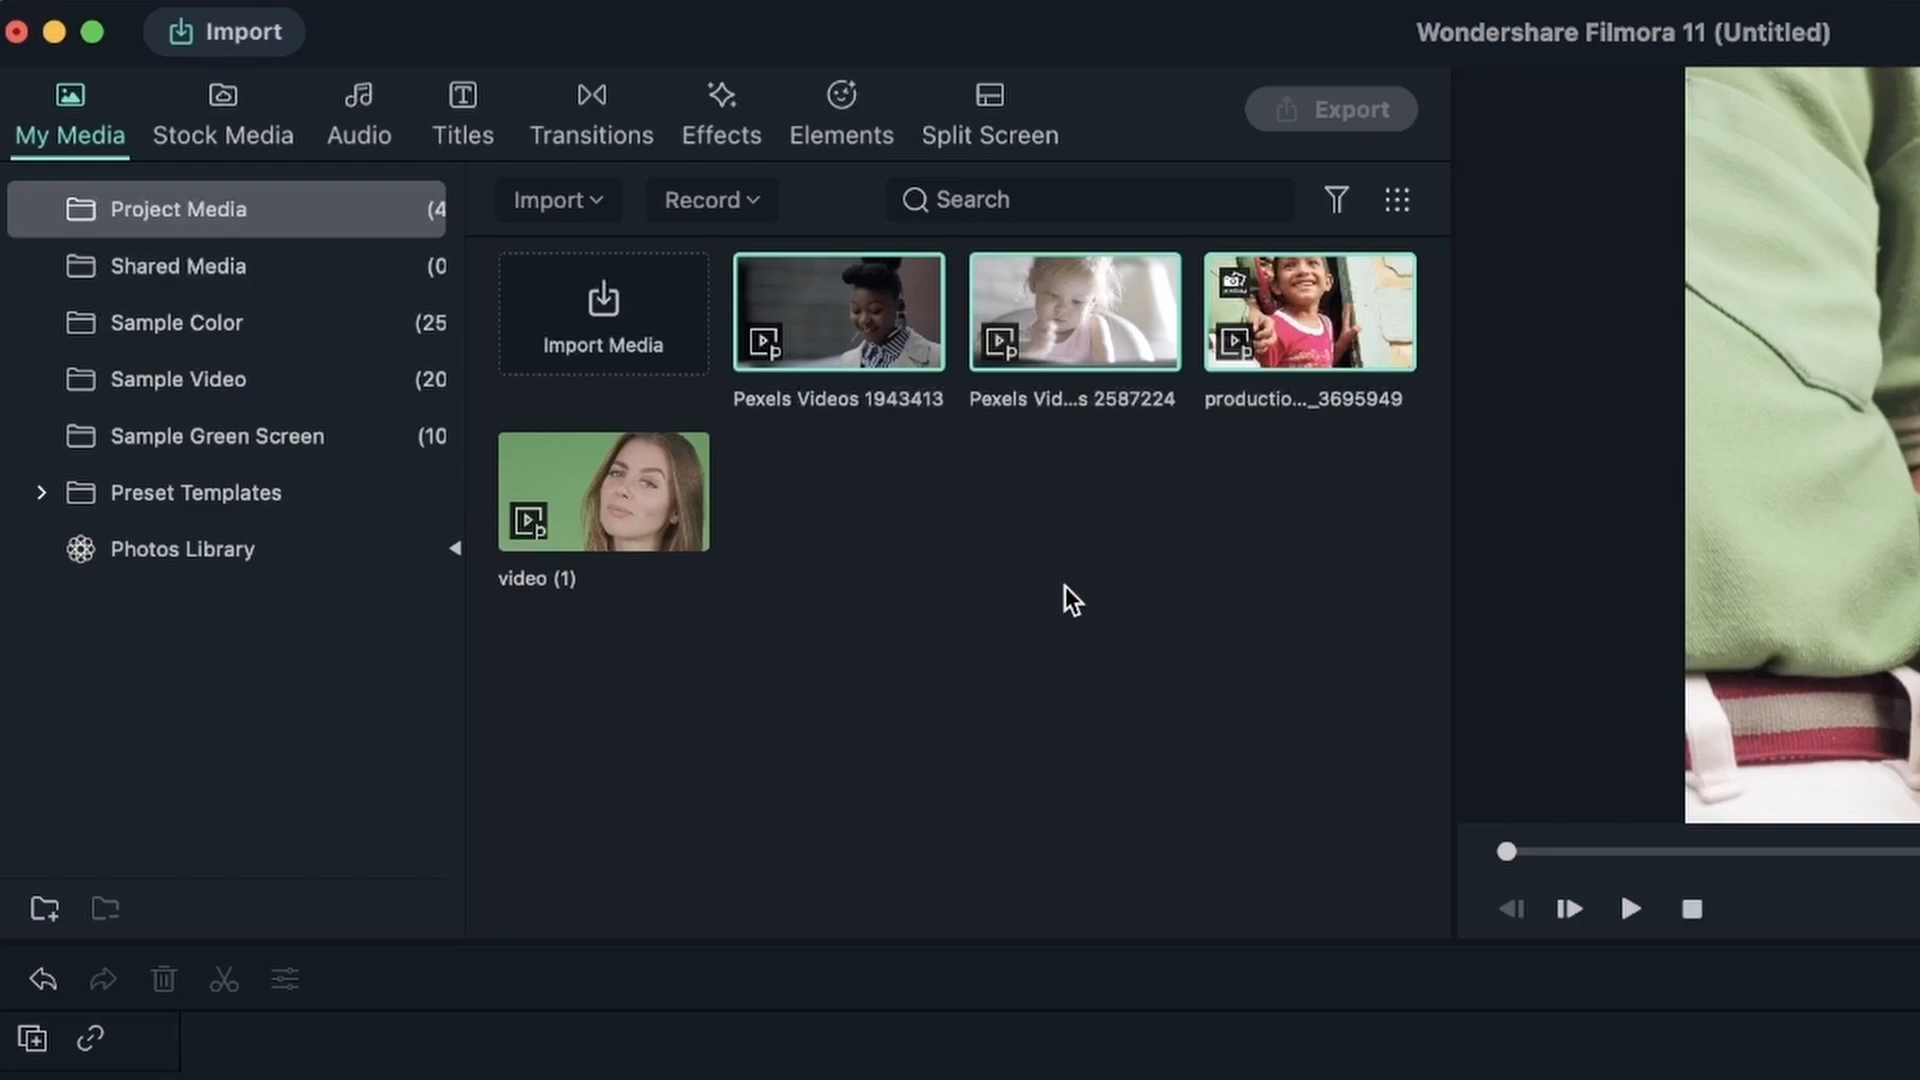 Import
Wondershare Filmora 11 (Untitled)
My Media
Stock Media
Audio
Titles
Transitions
Effects
Elements
Split Screen
Export
Project Media (4
Shared Media (0
Sample Color (25
Sample Video (20
Sample Green Screen (10
Preset Templates
Photos Library
Import
Record
Search
Import Media
Pexels Videos 1943413
Pexels Vid...s 2587224
productio..._3695949
video (1)